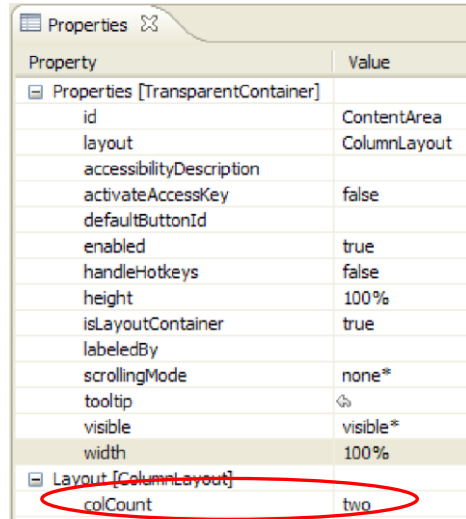 Properties
Property Value
Properties [TransparentContainer]
id ContentArea
layout ColumnLayout
accessibilityDescription
activateAccessKey false
defaultButtonId
enabled true
handleHotkeys false
height 100%
isLayoutContainer true
labeledBy
scrollingMode none*
tooltip
visible visible*
width 100%
Layout [ColumnLayout]
colCount two